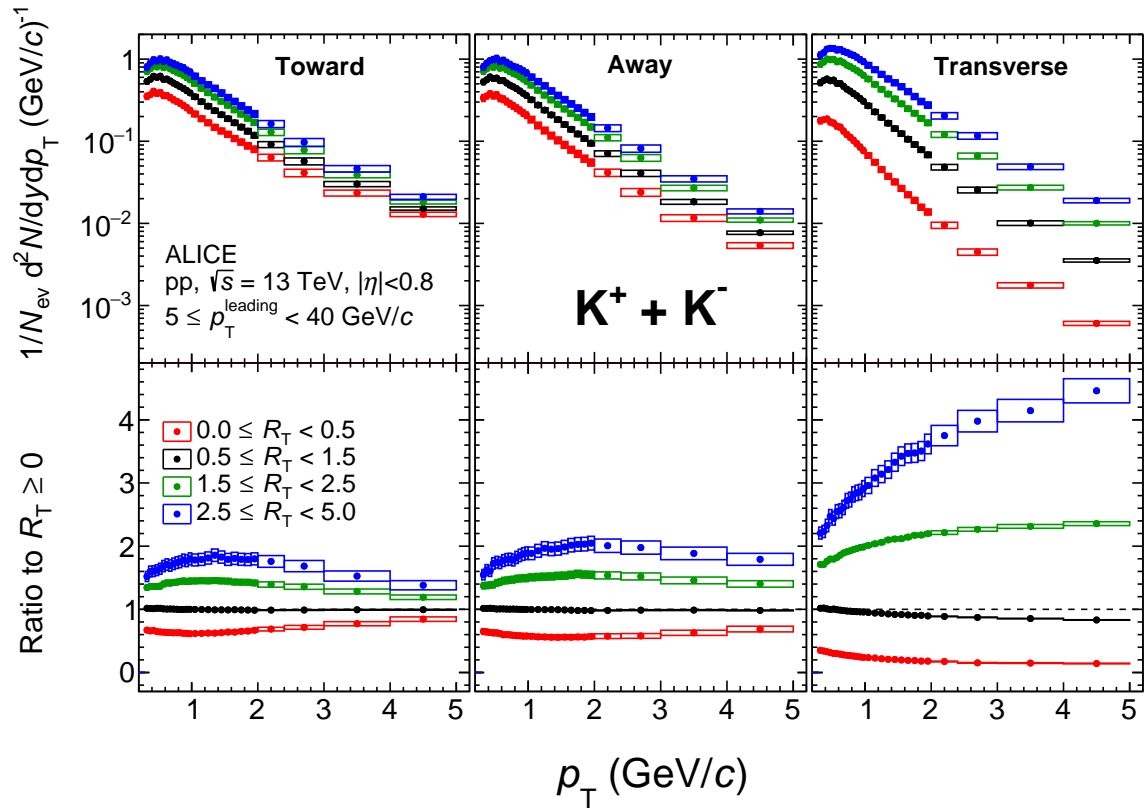 1/N_ev d²N/dydp_T (GeV/c)⁻¹
1
10⁻¹
10⁻²
10⁻³
Toward
Away
Transverse
ALICE
pp, √s = 13 TeV, |η|<0.8
5 ≤ p_T^leading < 40 GeV/c
K⁺ + K⁻
Ratio to R_T ≥ 0
4
3
2
1
0
0.0 ≤ R_T < 0.5
0.5 ≤ R_T < 1.5
1.5 ≤ R_T < 2.5
2.5 ≤ R_T < 5.0
1 2 3 4 5
1 2 3 4 5
1 2 3 4 5
p_T (GeV/c)